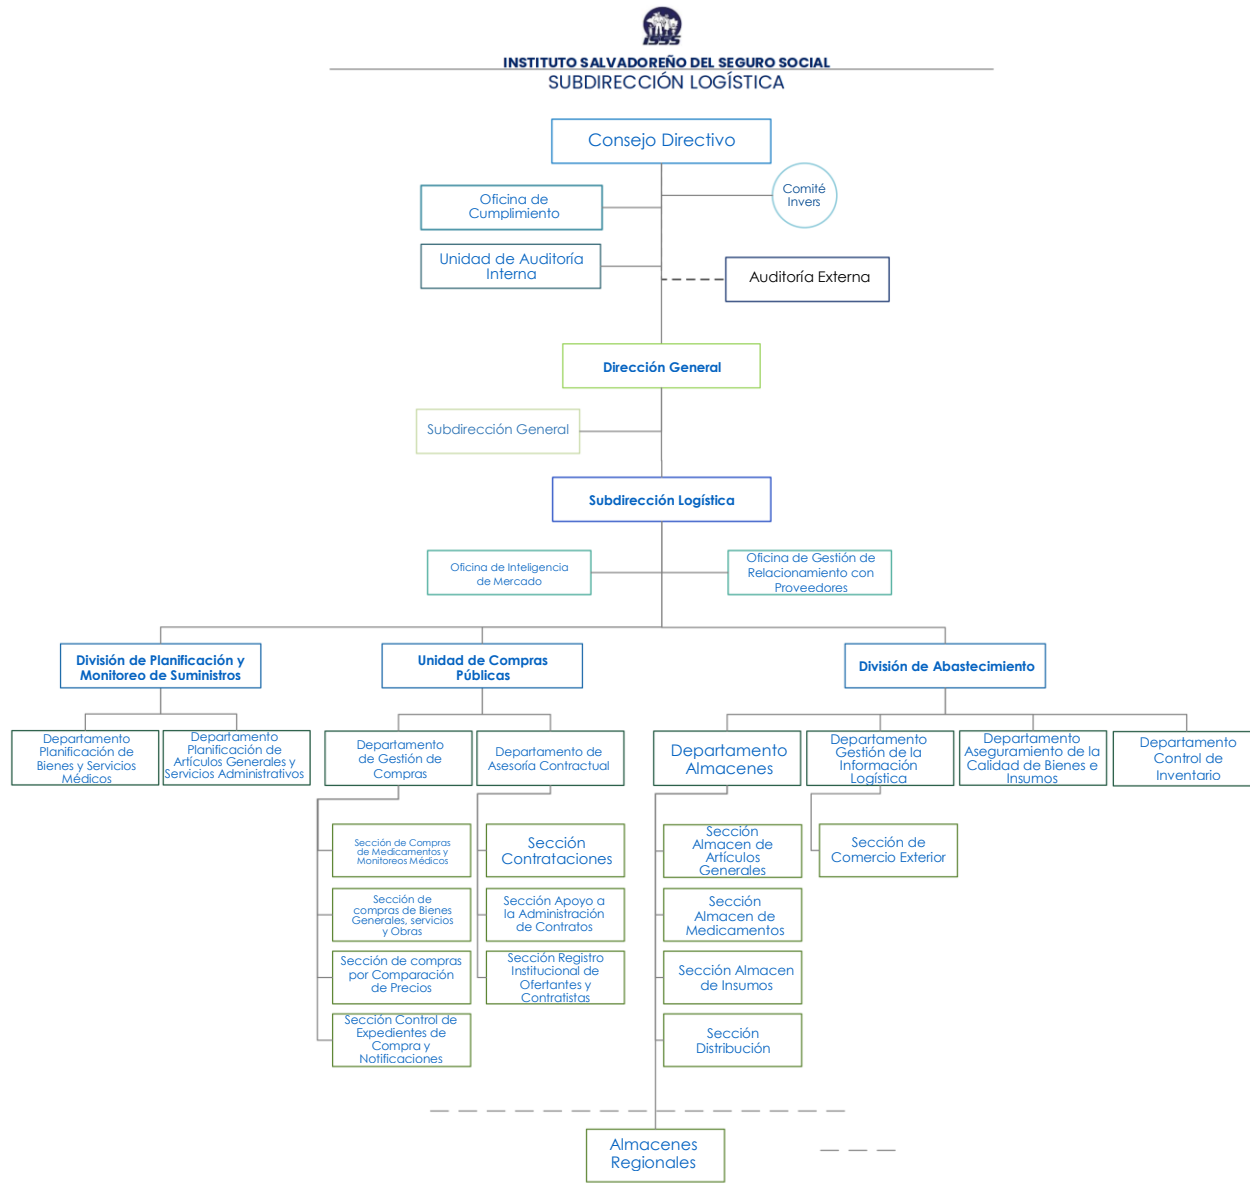 ISSS
INSTITUTO SALVADOREÑO DEL SEGURO SOCIAL
SUBDIRECCIÓN LOGÍSTICA
Consejo Directivo
Comité
Invers
Oficina de
Cumplimiento
Unidad de Auditoría
Interna
Auditoría Externa
Dirección General
Subdirección General
Subdirección Logística
Oficina de Inteligencia
de Mercado
Oficina de Gestión de
Relacionamiento con
Proveedores
División de Planificación y
Monitoreo de Suministros
Unidad de Compras
Públicas
División de Abastecimiento
Departamento
Planificación de
Bienes y Servicios
Médicos
Departamento
Planificación de
Artículos Generales y
Servicios Administrativos
Departamento
de Gestión de
Compras
Departamento de
Asesoría Contractual
Departamento
Almacenes
Departamento
Gestión de la
Información
Logística
Departamento
Aseguramiento de la
Calidad de Bienes e
Insumos
Departamento
Control de
Inventario
Sección de Compras
de Medicamentos y
Monitoreos Médicos
Sección de
compras de Bienes
Generales, servicios
y Obras
Sección de compras
por Comparación
de Precios
Sección Control de
Expedientes de
Compra y
Notificaciones
Sección
Contrataciones
Sección Apoyo a
la Administración
de Contratos
Sección Registro
Institucional de
Ofertantes y
Contratistas
Sección
Almacen de
Artículos
Generales
Sección
Almacen de
Medicamentos
Sección Almacen
de Insumos
Sección
Distribución
Sección de
Comercio Exterior
Almacenes
Regionales